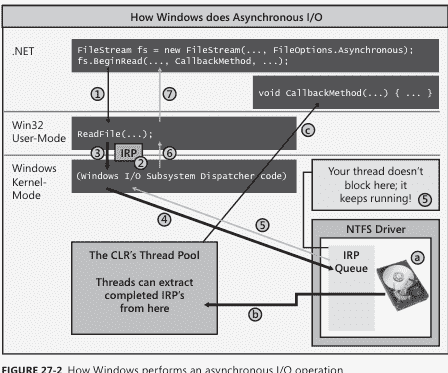 How Windows does Asynchronous I/O
.NET
FileStream fs = new FileStream(..., FileOptions.Asynchronous);
fs.BeginRead(..., CallbackMethod, ...);
1
7
void CallbackMethod(...) { ... }
Win32
User-Mode
ReadFile(...);
c
3
IRP
2
6
Windows
Kernel-
Mode
(Windows I/O Subsystem Dispatcher code)
Your thread doesn't
block here; it
keeps running! 5
4
5
NTFS Driver
The CLR's Thread Pool
Threads can extract
completed IRP's
from here
IRP
Queue
a
b
FIGURE 27-2 How Windows performs an asynchronous I/O operation